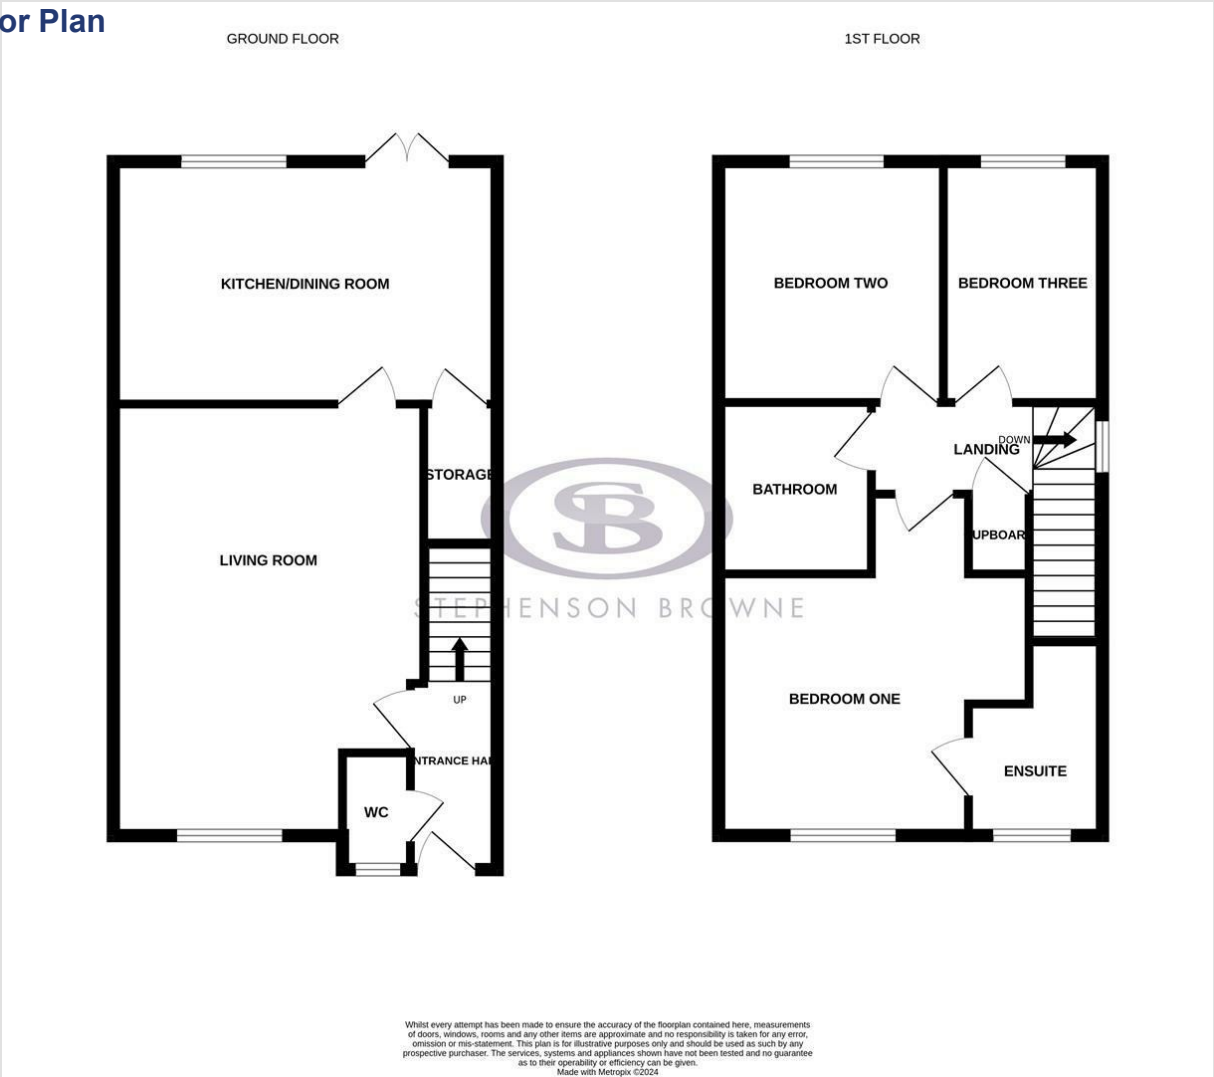 or Plan
GROUND FLOOR
1ST FLOOR
KITCHEN/DINING ROOM
STORAGE
LIVING ROOM
UP
NTRANCE HAL
WC
BEDROOM TWO
BEDROOM THREE
DOWN
LANDING
BATHROOM
UPBOAR
BEDROOM ONE
ENSUITE
SB
STEPHENSON BROWNE
Whilst every attempt has been made to ensure the accuracy of the floorplan contained here, measurements
of doors, windows, rooms and any other items are approximate and no responsibility is taken for any error,
omission or mis-statement. This plan is for illustrative purposes only and should be used as such by any
prospective purchaser. The services, systems and appliances shown have not been tested and no guarantee
as to their operability or efficiency can be given.
Made with Metropix ©2024